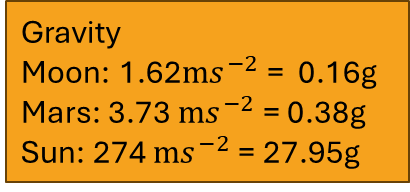 Gravity
Moon: 1.62ms⁻² = 0.16g
Mars: 3.73 ms⁻² = 0.38g
Sun: 274 ms⁻² = 27.95g